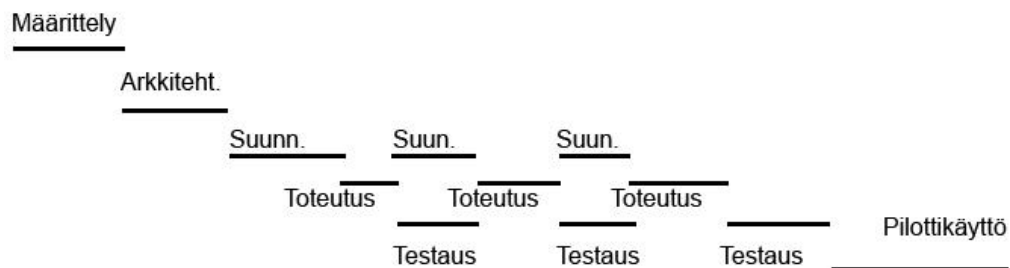 Määrittely
Arkkiteht.
Suunn. Suun. Suun.
Toteutus Toteutus Toteutus
Pilottikäyttö
Testaus Testaus Testaus